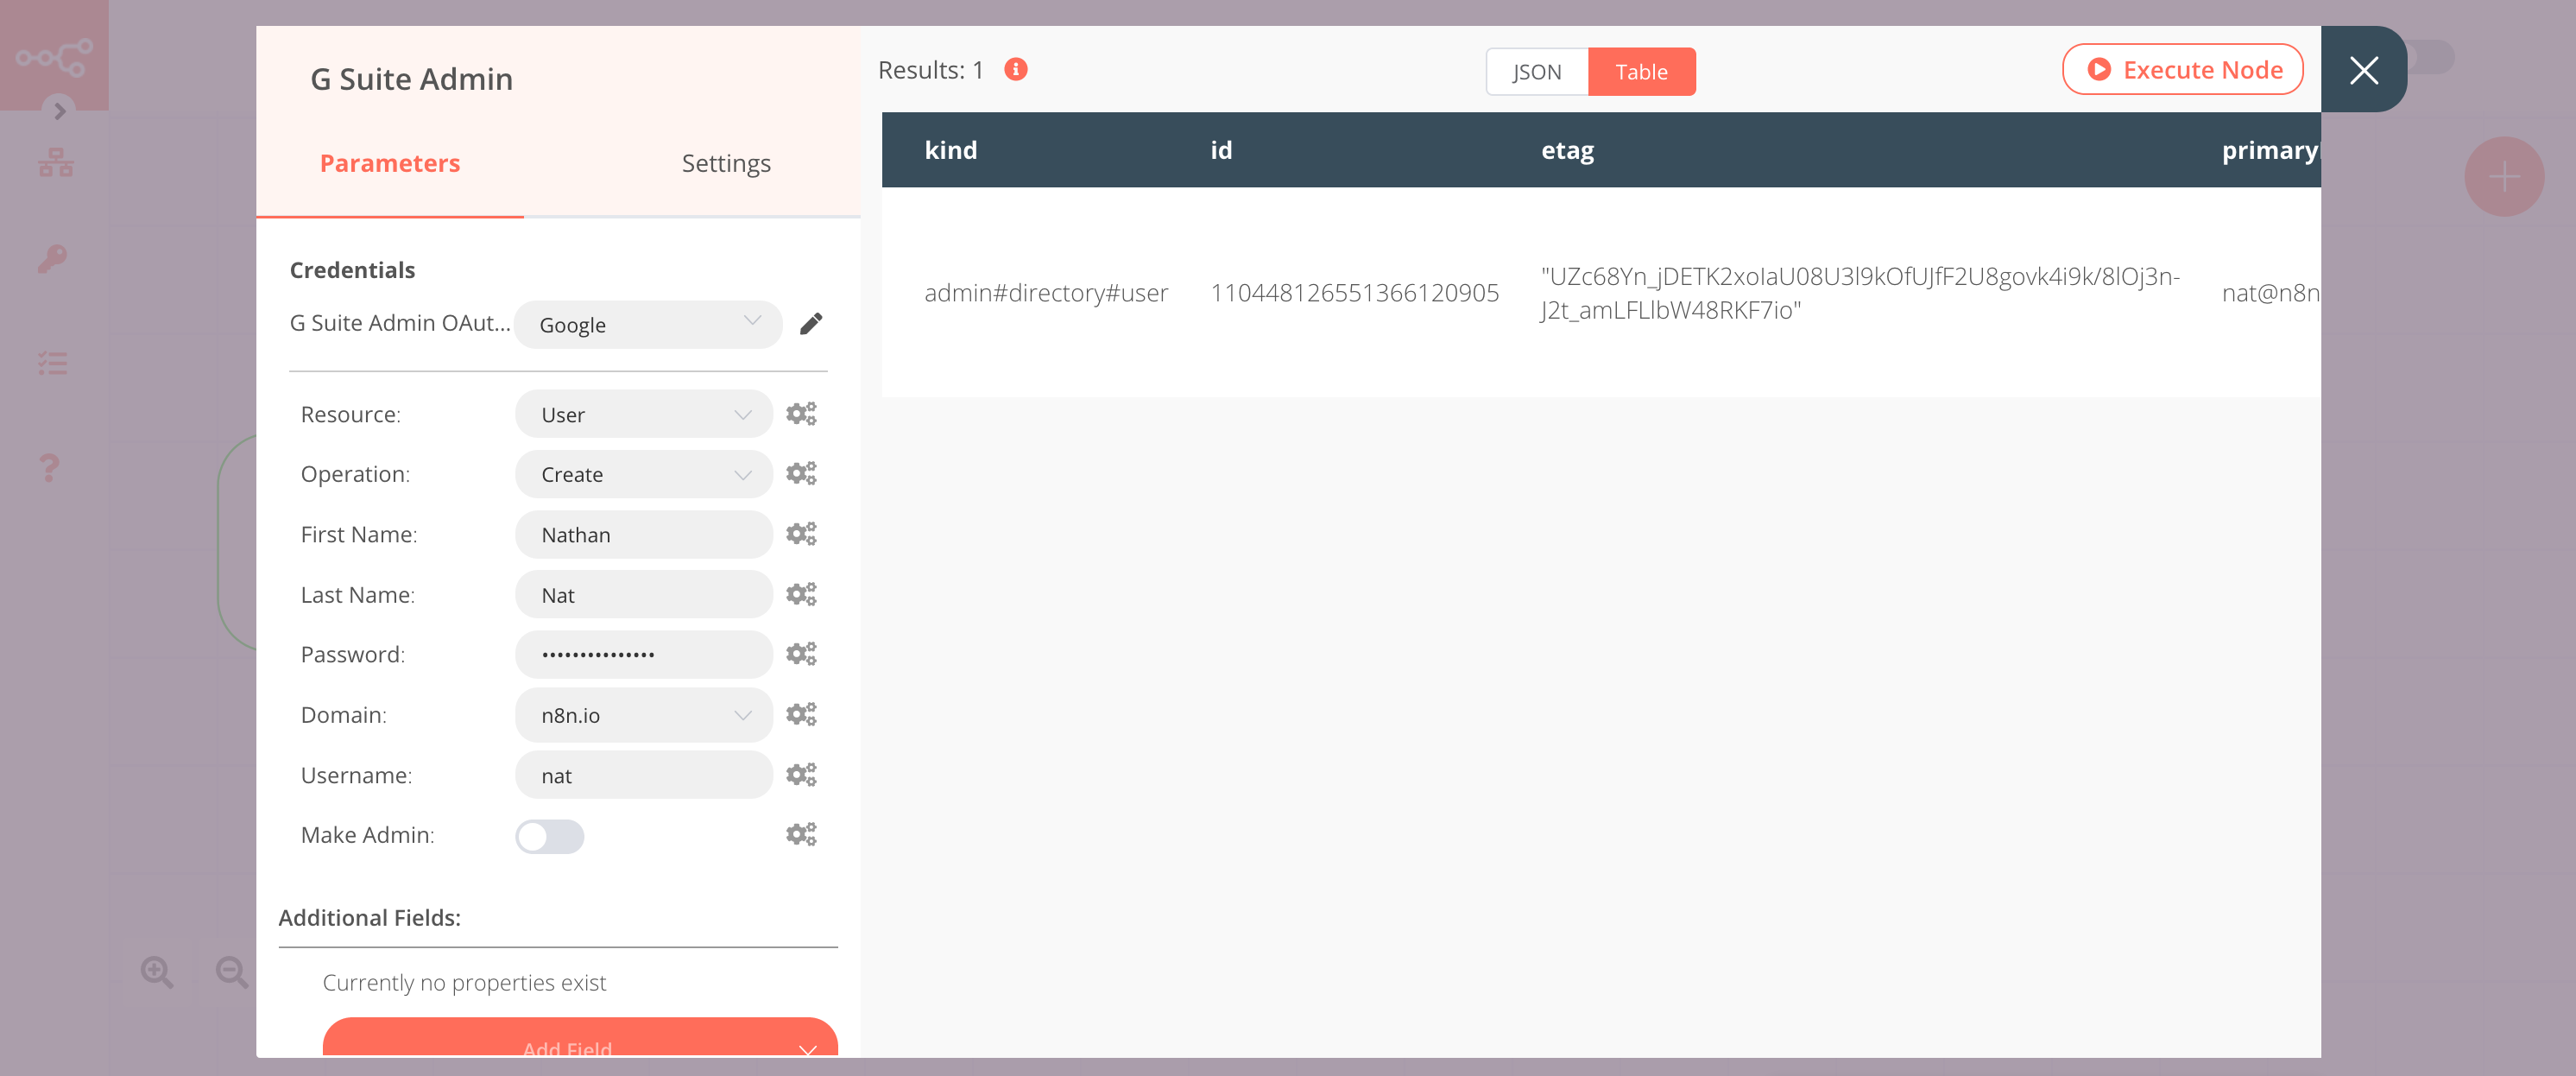 G Suite Admin
Parameters
Settings
Credentials
G Suite Admin OAut...
Google
Resource:
User
Operation:
Create
First Name:
Nathan
Last Name:
Nat
Password:
•••••••••••••••
Domain:
n8n.io
Username:
nat
Make Admin:
Additional Fields:
Currently no properties exist
Add Field
Results: 1
JSON
Table
Execute Node
kind id etag primary
admin#directory#user
110448126551366120905
"UZc68Yn_jDETK2xoIaU08U3l9kOfUJfF2U8govk4i9k/8lOj3n-
J2t_amLFLlbW48RKF7io"
nat@n8n